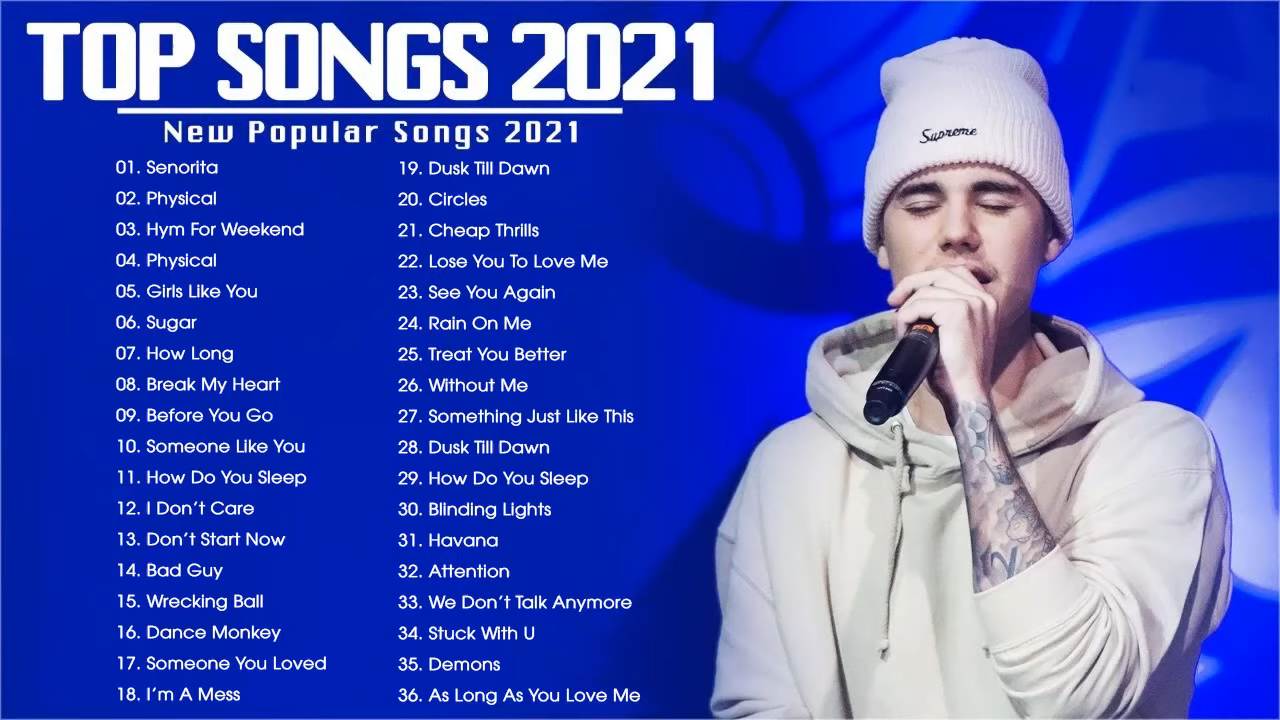 TOP SONGS 2021
New Popular Songs 2021
01. Senorita
02. Physical
03. Hym For Weekend
04. Physical
05. Girls Like You
06. Sugar
07. How Long
08. Break My Heart
09. Before You Go
10. Someone Like You
11. How Do You Sleep
12. I Don't Care
13. Don't Start Now
14. Bad Guy
15. Wrecking Ball
16. Dance Monkey
17. Someone You Loved
18. I'm A Mess
19. Dusk Till Dawn
20. Circles
21. Cheap Thrills
22. Lose You To Love Me
23. See You Again
24. Rain On Me
25. Treat You Better
26. Without Me
27. Something Just Like This
28. Dusk Till Dawn
29. How Do You Sleep
30. Blinding Lights
31. Havana
32. Attention
33. We Don't Talk Anymore
34. Stuck With U
35. Demons
36. As Long As You Love Me
Supreme